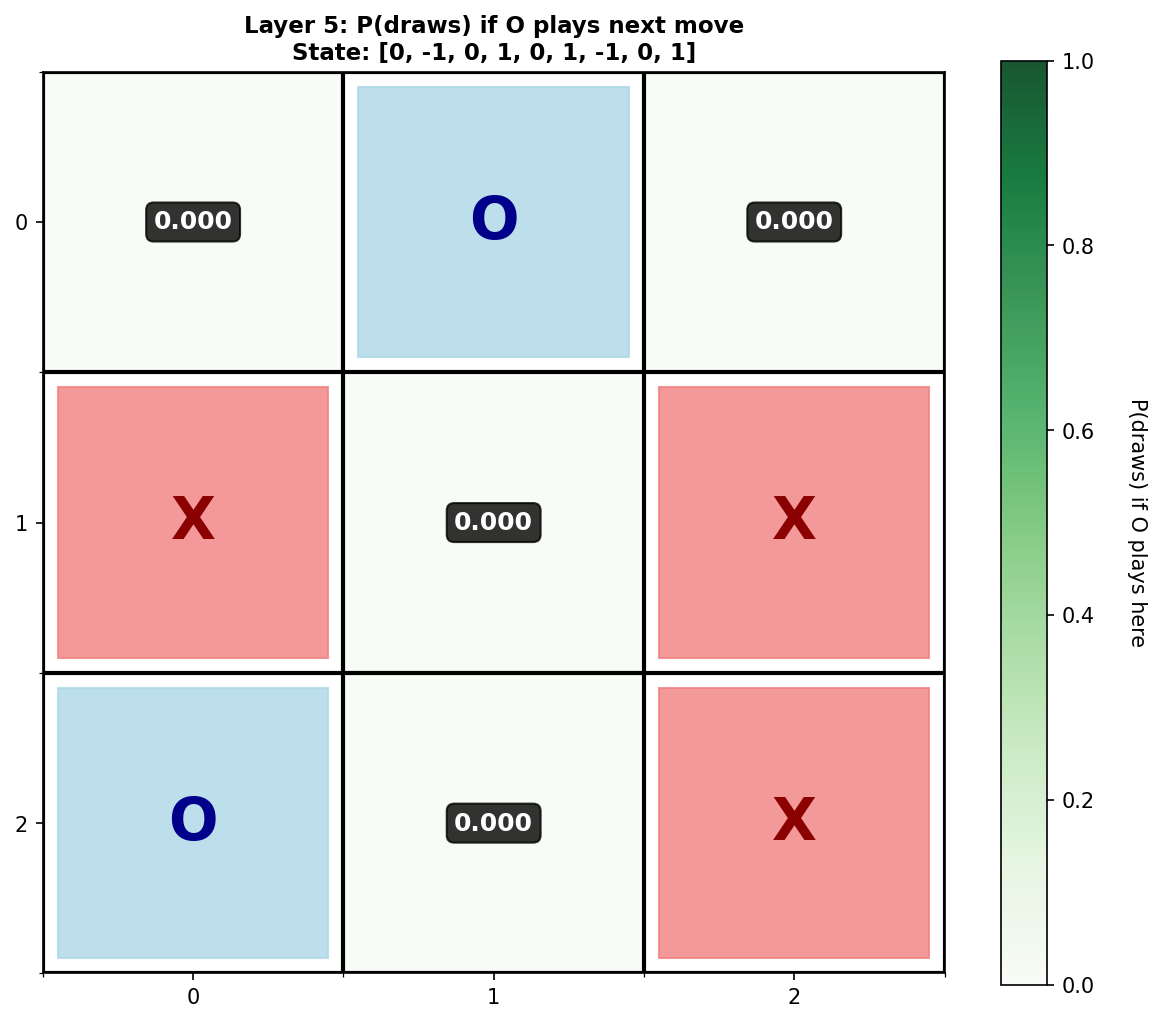 Layer 5: P(draws) if O plays next move
State: [0, -1, 0, 1, 0, 1, -1, 0, 1]
0.000 O 0.000
X 0.000 X
O 0.000 X
0
1
2
0 1 2
1.0
0.8
0.6
0.4
0.2
0.0
P(draws) if O plays here